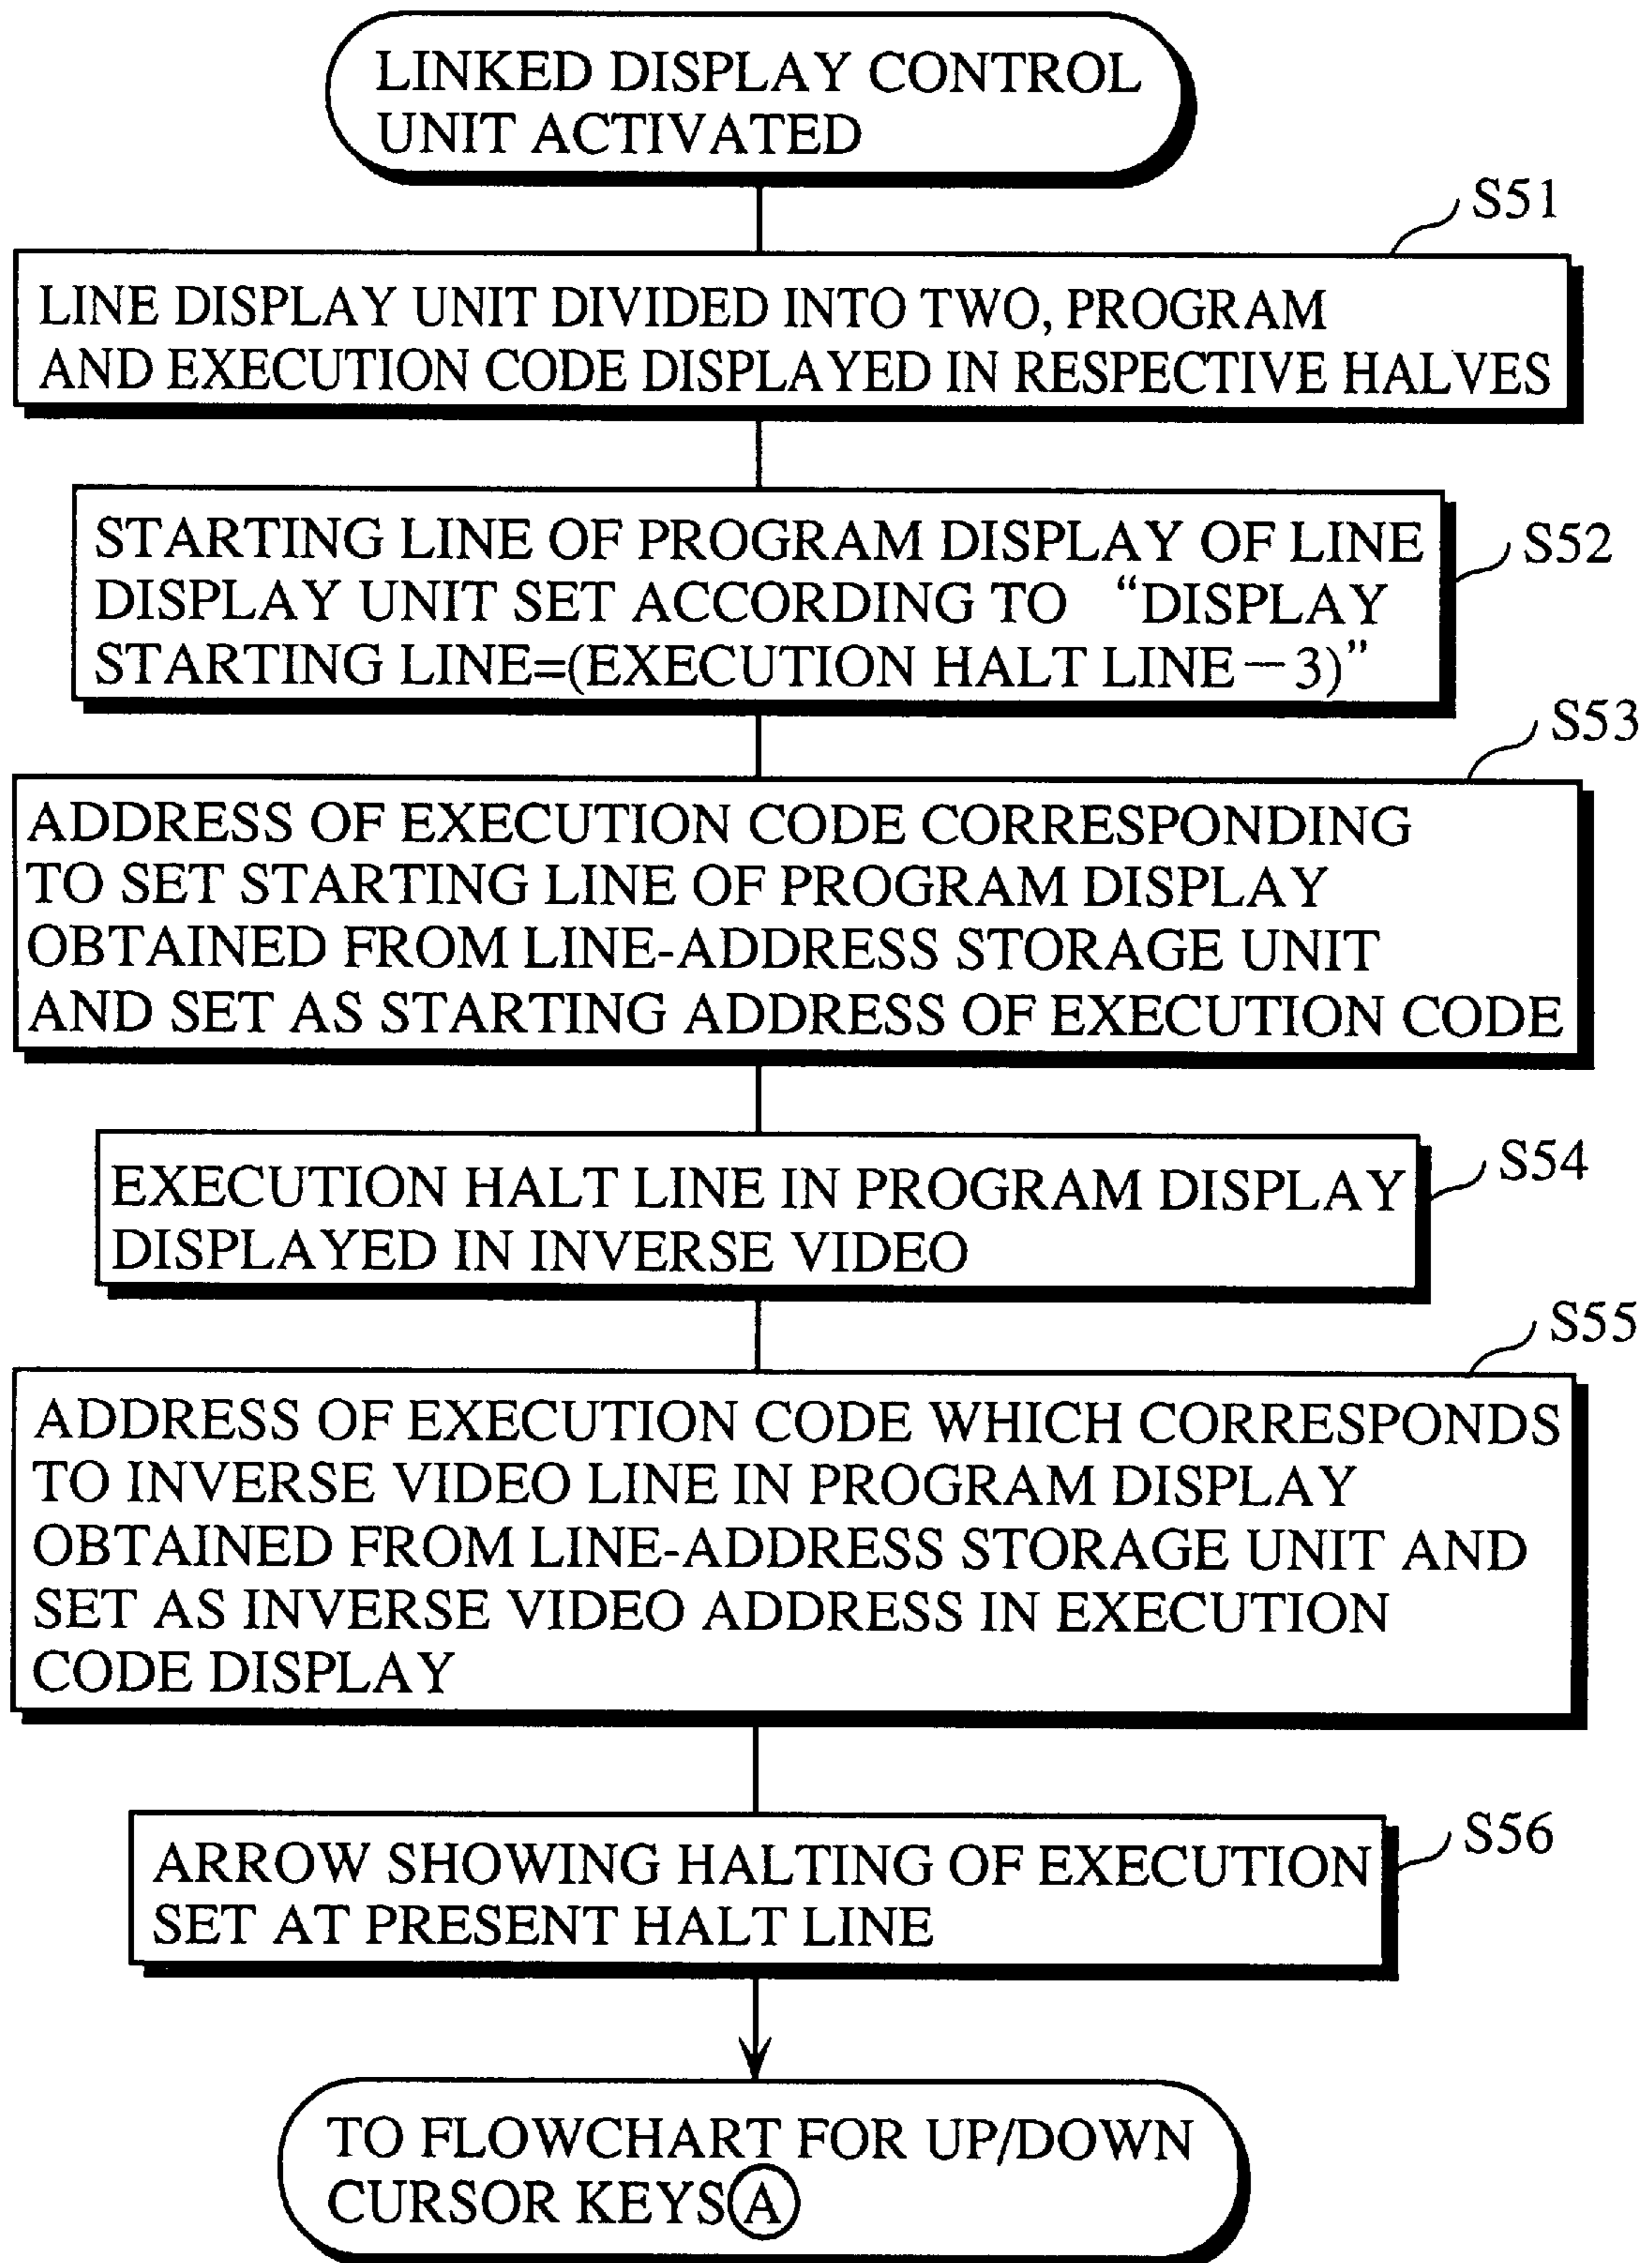 LINKED DISPLAY CONTROL
UNIT ACTIVATED
S51
LINE DISPLAY UNIT DIVIDED INTO TWO, PROGRAM
AND EXECUTION CODE DISPLAYED IN RESPECTIVE HALVES
S52
STARTING LINE OF PROGRAM DISPLAY OF LINE
DISPLAY UNIT SET ACCORDING TO “DISPLAY
STARTING LINE=(EXECUTION HALT LINE－3)”
S53
ADDRESS OF EXECUTION CODE CORRESPONDING
TO SET STARTING LINE OF PROGRAM DISPLAY
OBTAINED FROM LINE-ADDRESS STORAGE UNIT
AND SET AS STARTING ADDRESS OF EXECUTION CODE
S54
EXECUTION HALT LINE IN PROGRAM DISPLAY
DISPLAYED IN INVERSE VIDEO
S55
ADDRESS OF EXECUTION CODE WHICH CORRESPONDS
TO INVERSE VIDEO LINE IN PROGRAM DISPLAY
OBTAINED FROM LINE-ADDRESS STORAGE UNIT AND
SET AS INVERSE VIDEO ADDRESS IN EXECUTION
CODE DISPLAY
S56
ARROW SHOWING HALTING OF EXECUTION
SET AT PRESENT HALT LINE
TO FLOWCHART FOR UP/DOWN
CURSOR KEYS Ⓐ